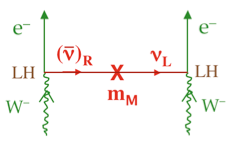 e⁻ e⁻
(ν̄)R νL
LH LH
mM
W⁻ W⁻